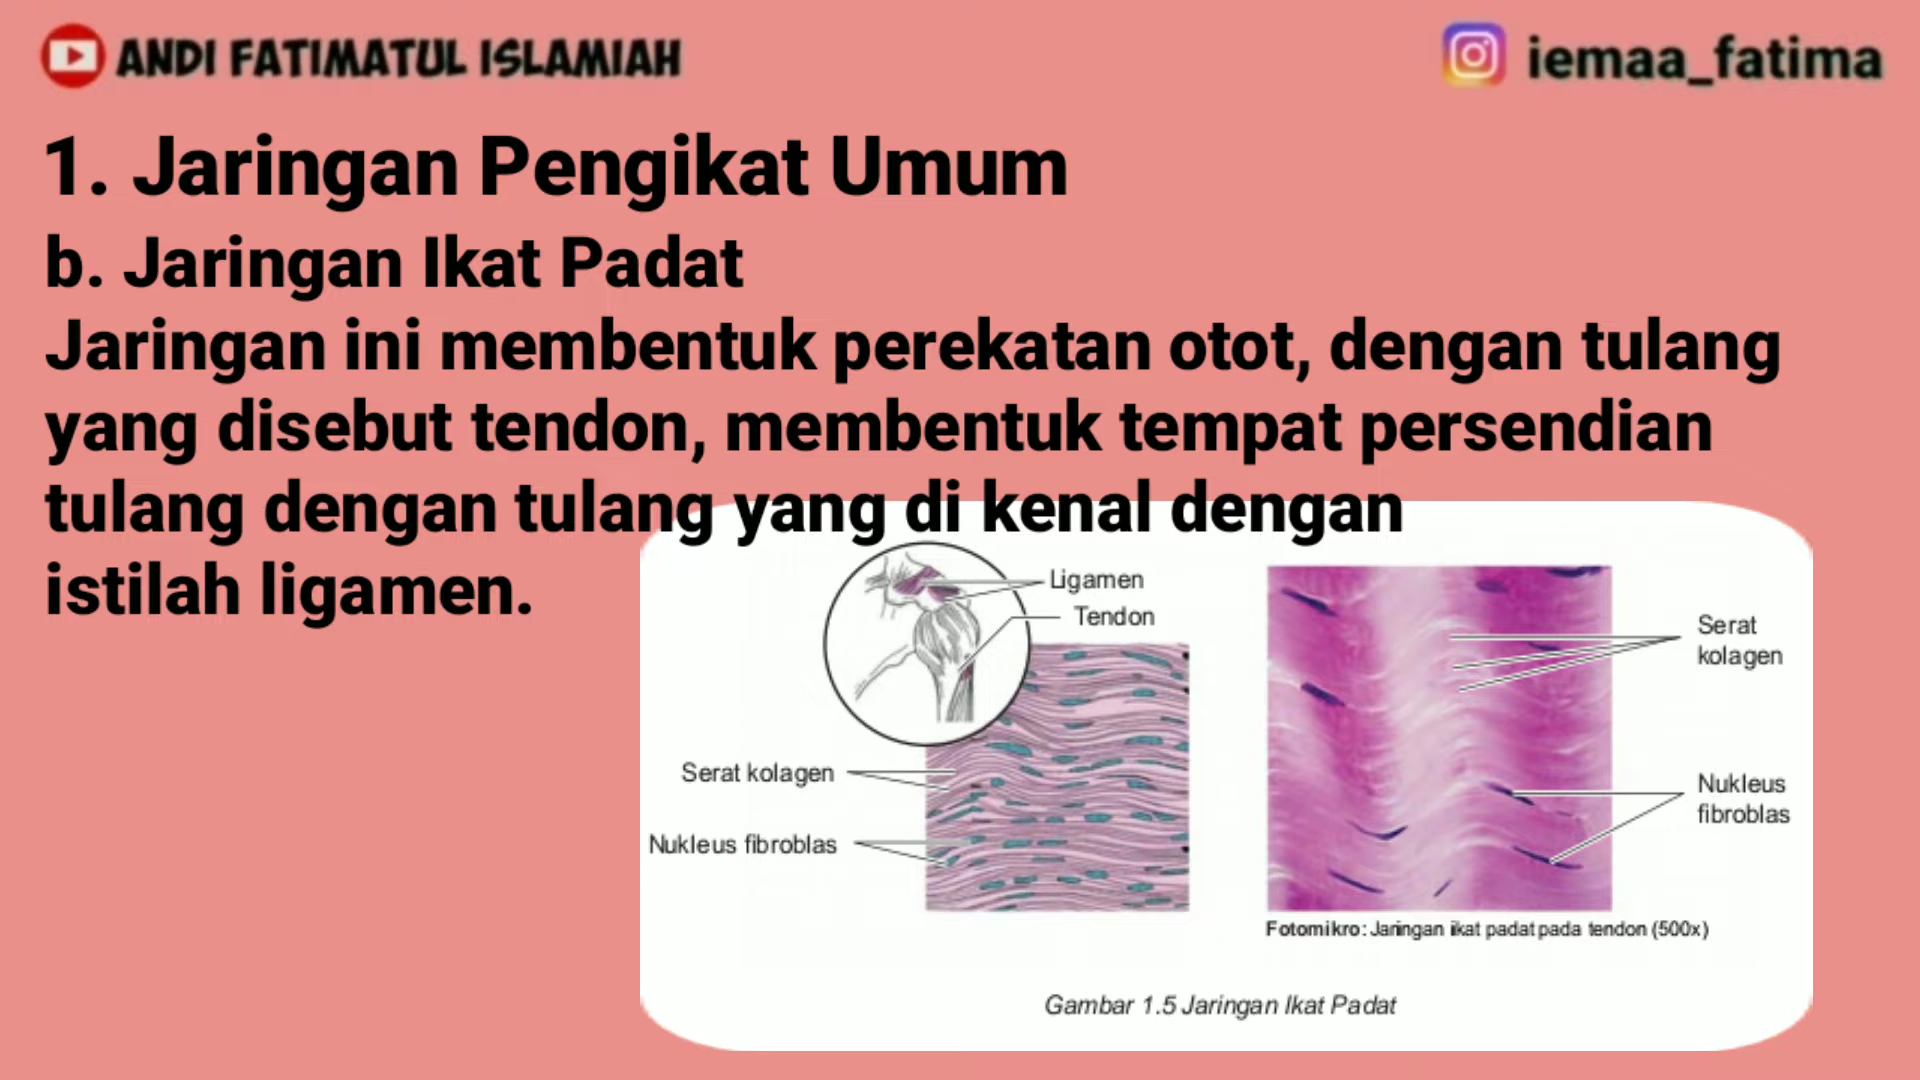 ANDI FATIMATUL ISLAMIAH
iemaa_fatima
1. Jaringan Pengikat Umum
b. Jaringan Ikat Padat
Jaringan ini membentuk perekatan otot, dengan tulang
yang disebut tendon, membentuk tempat persendian
tulang dengan tulang yang di kenal dengan
istilah ligamen.
Ligamen
Tendon
Serat kolagen
Nukleus fibroblas
Serat
kolagen
Nukleus
fibroblas
Fotomikro: Jaringan ikat padat pada tendon (500x)
Gambar 1.5 Jaringan Ikat Padat